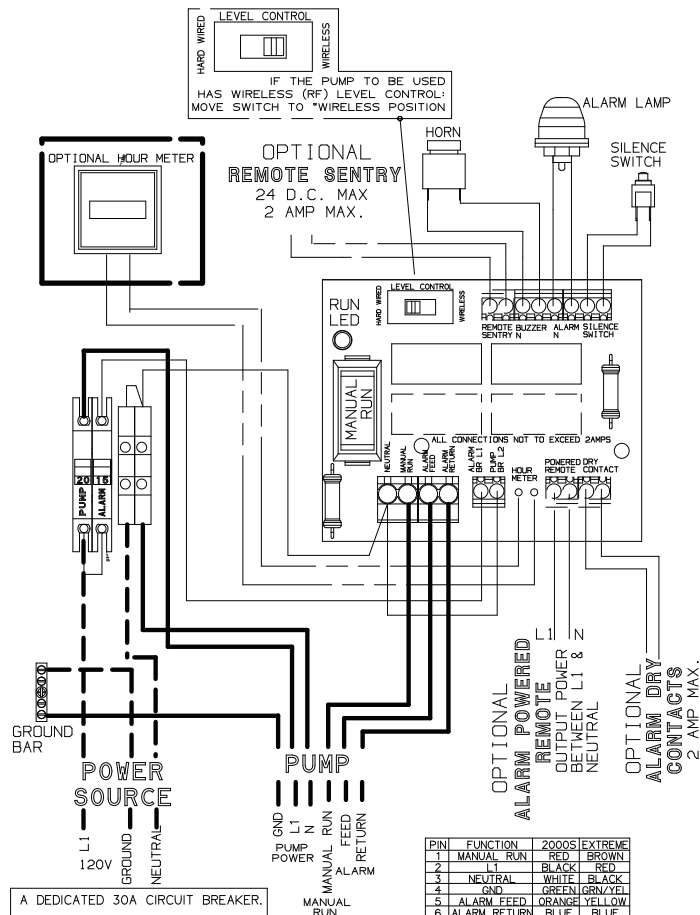 LEVEL CONTROL
HARD WIRED
WIRELESS
IF THE PUMP TO BE USED
HAS WIRELESS (RF) LEVEL CONTROL:
MOVE SWITCH TO "WIRELESS POSITION
OPTIONAL HOUR METER
OPTIONAL
REMOTE SENTRY
24 D.C. MAX
2 AMP MAX.
HORN
ALARM LAMP
SILENCE
SWITCH
RUN
LED
HARD WIRED
LEVEL CONTROL
WIRELESS
REMOTE BUZZER ALARM SILENCE
SENTRY N N SWITCH
MANUAL
RUN
ALL CONNECTIONS NOT TO EXCEED 2AMPS
NEUTRAL
MANUAL
RUN
ALARM
FEED
ALARM
RETURN
ALARM
BR L1
PUMP
BR L2
HOUR
METER
POWERED DRY
REMOTE CONTACT
20 15
PUMP
ALARM
GROUND
BAR
POWER
SOURCE
L1
120V
GROUND
NEUTRAL
PUMP
GND
L1
N
PUMP
POWER
MANUAL RUN
FEED
RETURN
ALARM
MANUAL
RUN
L1 N
OPTIONAL
ALARM POWERED
REMOTE
OUTPUT POWER
BETWEEN L1 &
NEUTRAL
OPTIONAL
ALARM DRY
CONTACTS
2 AMP MAX.
A DEDICATED 30A CIRCUIT BREAKER.
PIN FUNCTION 2000S EXTREME
1 MANUAL RUN RED BROWN
2 L1 BLACK RED
3 NEUTRAL WHITE BLACK
4 GND GREEN GRN/YEL
5 ALARM FEED ORANGE YELLOW
6 ALARM RETURN BLUE BLUE